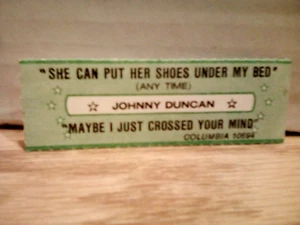 "SHE CAN PUT HER SHOES UNDER MY BED"
(ANY TIME)
☆ JOHNNY DUNCAN ☆
"MAYBE I JUST CROSSED YOUR MIND"
COLUMBIA 10694